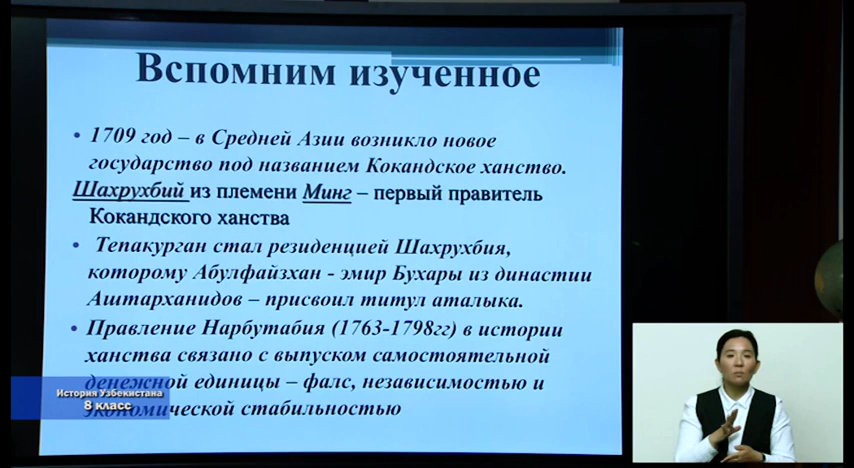 Вспомним изученное
• 1709 год – в Средней Азии возникло новое
государство под названием Кокандское ханство.
Шахрухбий из племени Минг – первый правитель
Кокандского ханства
• Тепакурган стал резиденцией Шахрухбия,
которому Абулфайзхан - эмир Бухары из династии
Аштарханидов – присвоил титул аталыка.
• Правление Нарбутабия (1763-1798гг) в истории
ханства связано с выпуском самостоятельной
денежной единицы – фалс, независимостью и
экономической стабильностью
История Узбекистана
8 класс